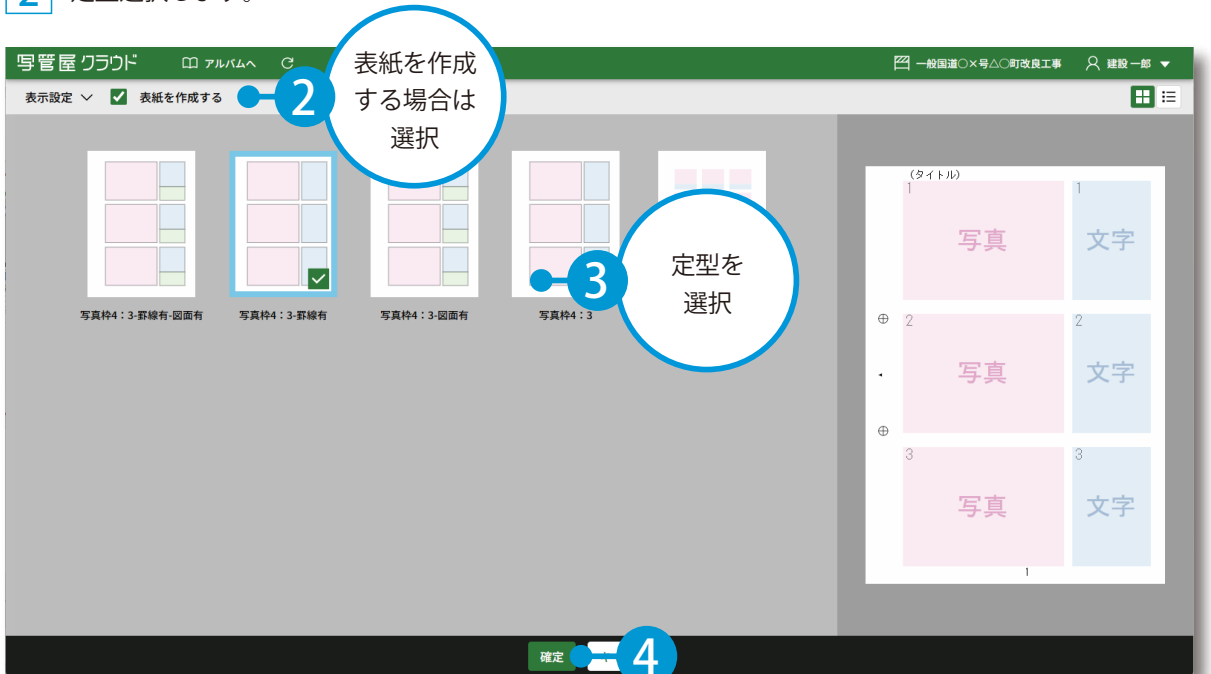 2
写管屋クラウド アルバムへ 一般国道○×号△○町改良工事 建設一郎
表示設定 表紙を作成する
2
表紙を作成
する場合は
選択
写真枠4：3-罫線有-図面有 写真枠4：3-罫線有 写真枠4：3-図面有 写真枠4：3
3
定型を
選択
(タイトル)
1 写真 1 文字
2 写真 2 文字
3 写真 3 文字
1
確定
4